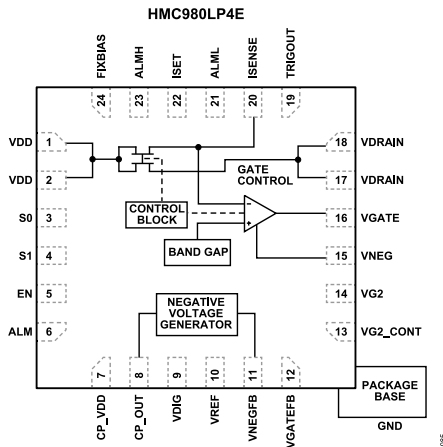 HMC980LP4E
FIXBIAS
ALMH
ISET
ALML
ISENSE
TRIGOUT
24
23
22
21
20
19
VDD 1
18 VDRAIN
VDD 2
GATE
CONTROL
17 VDRAIN
S0 3
CONTROL
BLOCK
16 VGATE
S1 4
BAND GAP
15 VNEG
EN 5
NEGATIVE
VOLTAGE
GENERATOR
14 VG2
ALM 6
13 VG2_CONT
7
8
9
10
11
12
CP_VDD
CP_OUT
VDIG
VREF
VNEGFB
VGATEFB
PACKAGE
BASE
GND